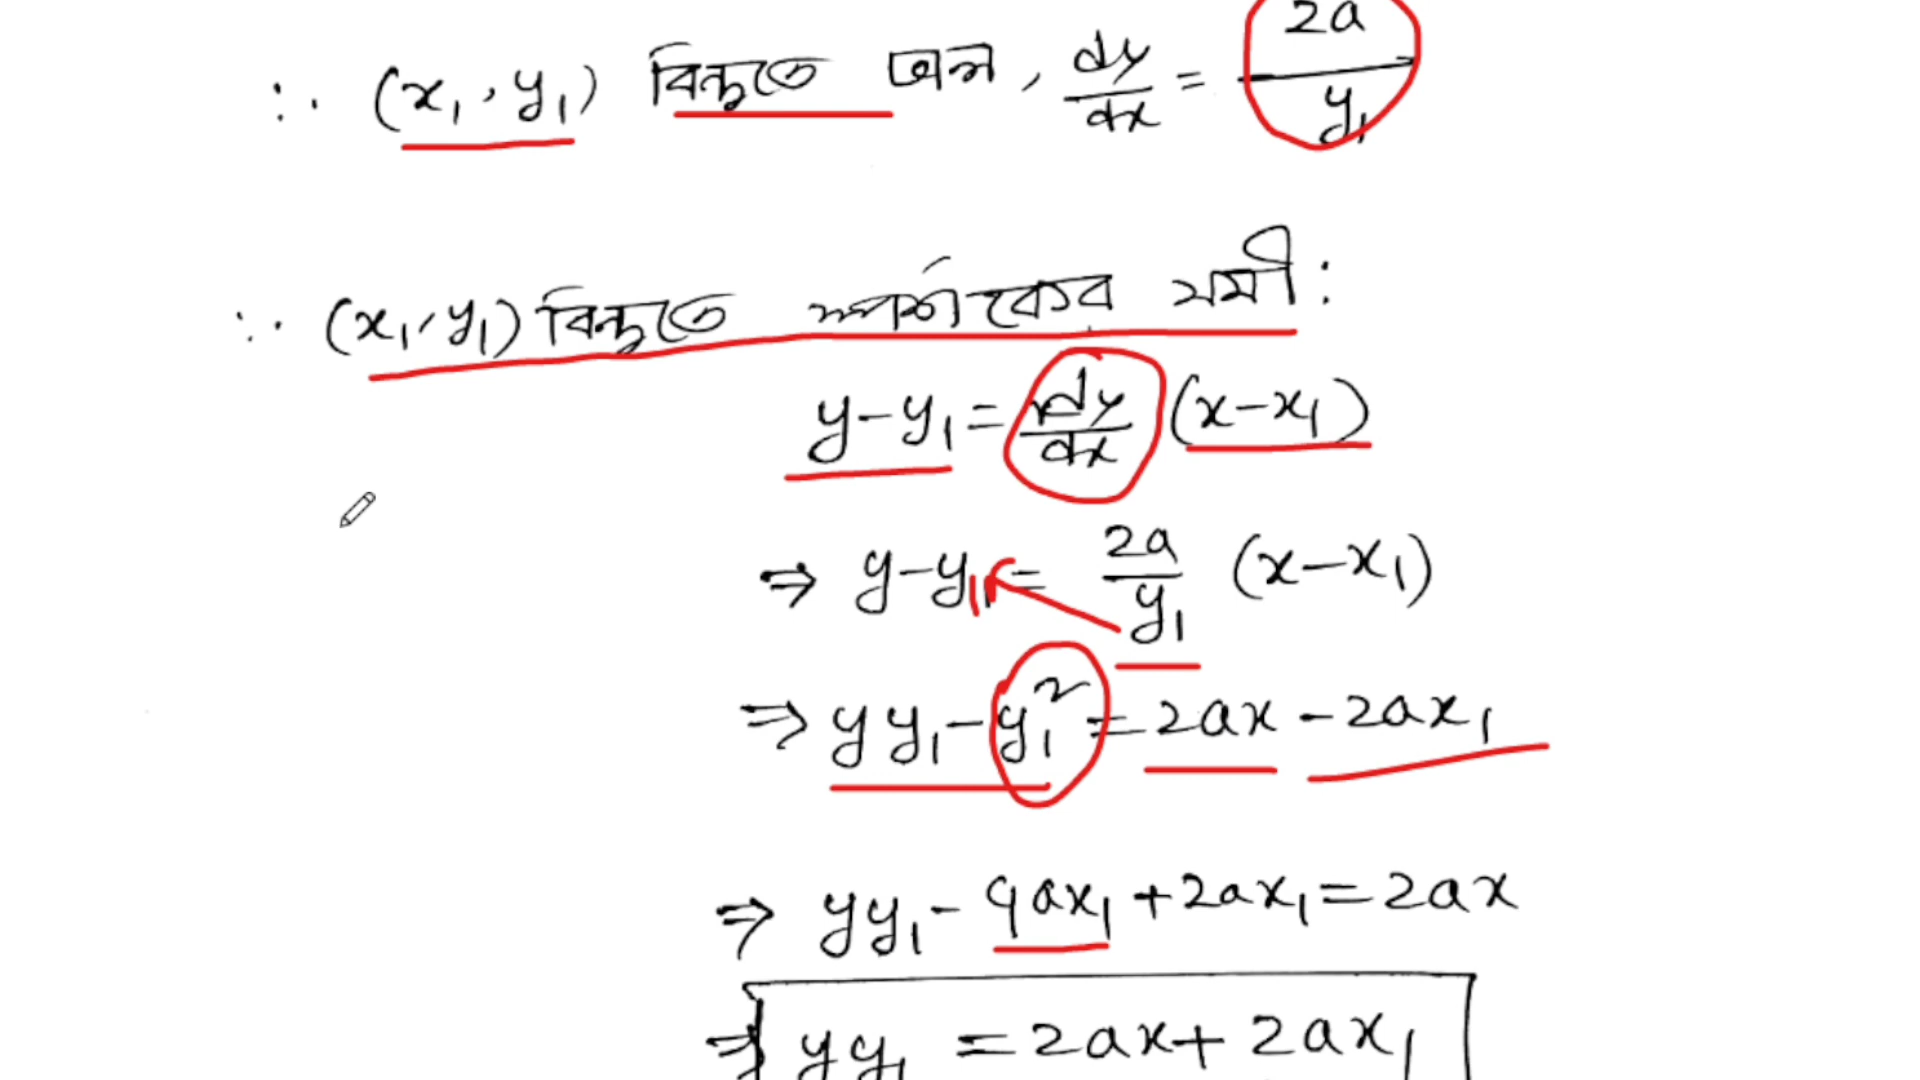 ∴ (x₁, y₁) বিন্দুতে ঢাল, dy/dx = 2a/y₁
∴ (x₁, y₁) বিন্দুতে স্পর্শকের সমী:
y-y₁ = dy/dx (x-x₁)
⇒ y-y₁ = 2a/y₁ (x-x₁)
⇒ yy₁ - y₁² = 2ax - 2ax₁
⇒ yy₁ - 4ax₁ + 2ax₁ = 2ax
⇒ yy₁ = 2ax + 2ax₁